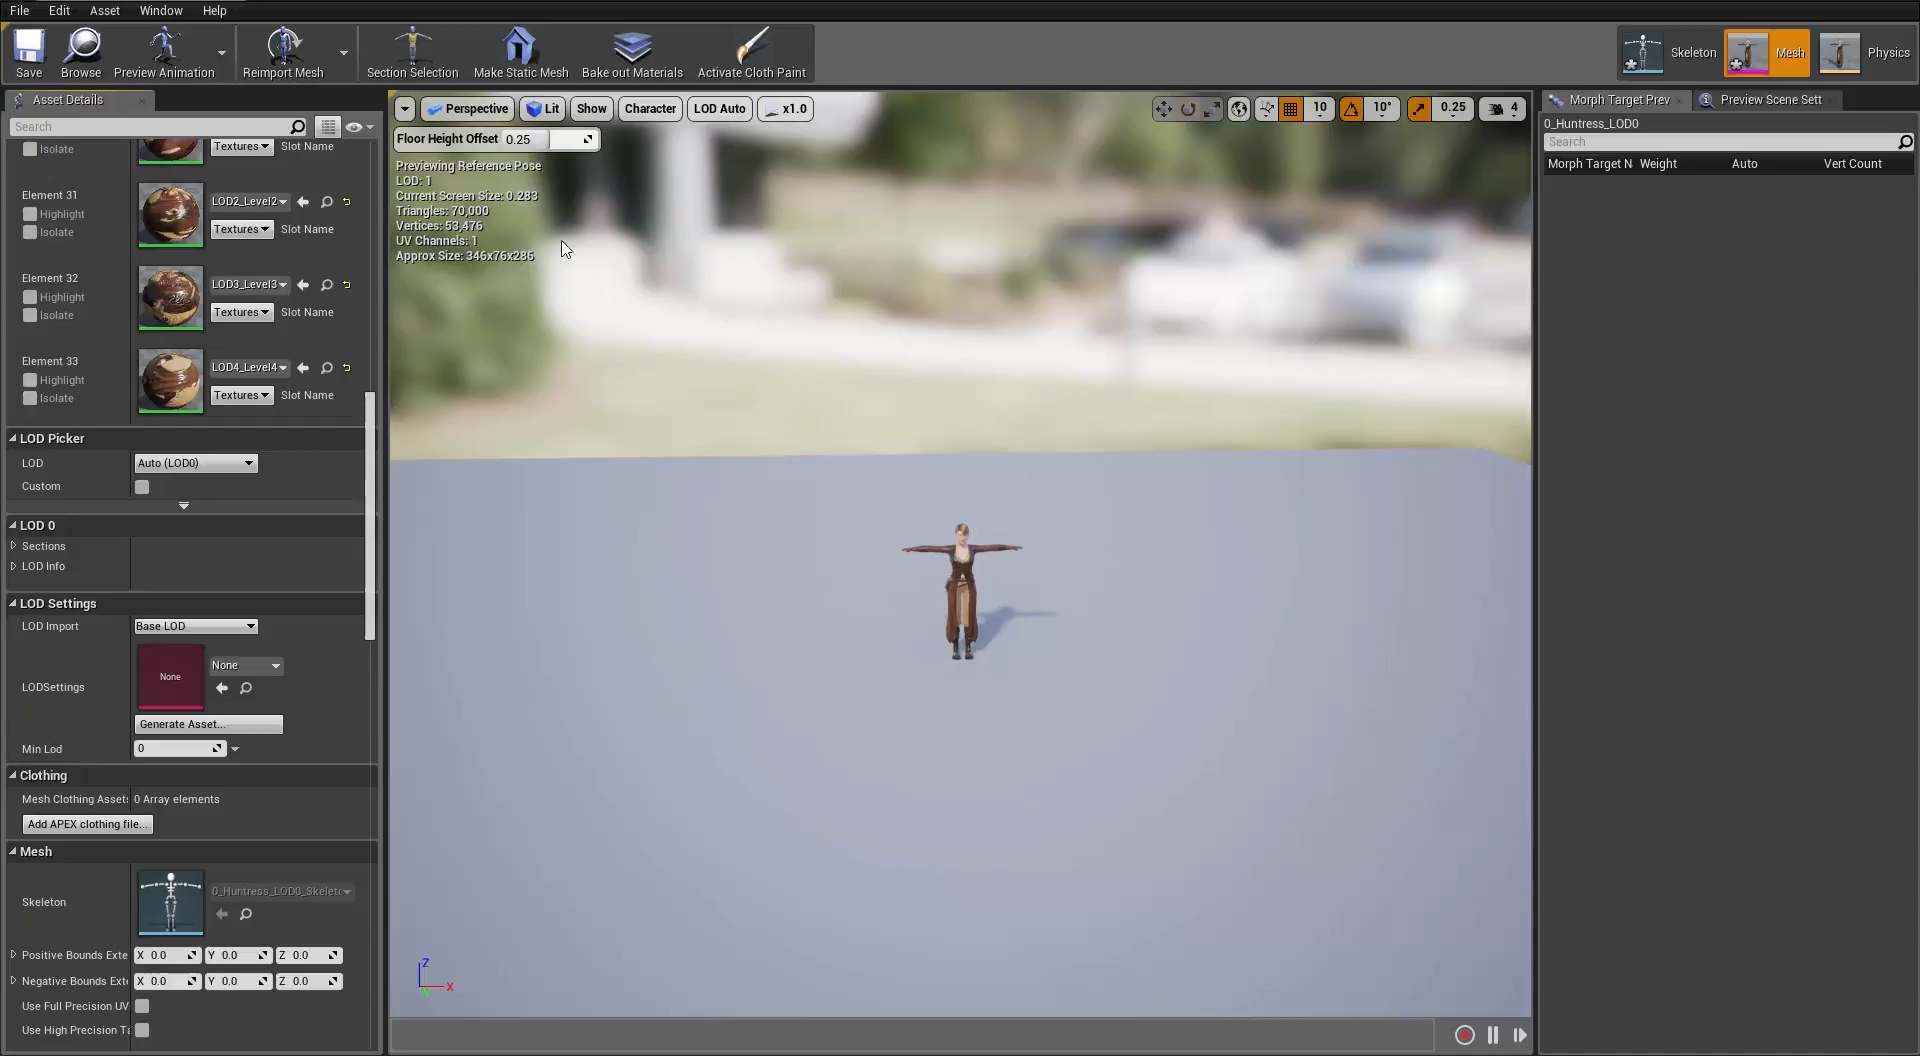 File Edit Asset Window Help
Save Browse Preview Animation Reimport Mesh Section Selection Make Static Mesh Bake out Materials Activate Cloth Paint Skeleton Mesh Physics
Asset Details
Search
Isolate Textures Slot Name
Element 31
Highlight
Isolate
LOD2_Level2
Textures Slot Name
Element 32
Highlight
Isolate
LOD3_Level3
Textures Slot Name
Element 33
Highlight
Isolate
LOD4_Level4
Textures Slot Name
LOD Picker
LOD Auto (LOD0)
Custom
LOD 0
Sections
LOD Info
LOD Settings
LOD Import Base LOD
LODSettings None None
Generate Asset...
Min Lod 0
Clothing
Mesh Clothing Assets 0 Array elements
Add APEX clothing file...
Mesh
Skeleton 0_Huntress_LOD0_Skelet
Positive Bounds Exte X 0.0 Y 0.0 Z 0.0
Negative Bounds Exte X 0.0 Y 0.0 Z 0.0
Use Full Precision UV
Use High Precision Ta
Perspective Lit Show Character LOD Auto x1.0 10 10° 0.25 4
Floor Height Offset 0.25
Previewing Reference Pose
LOD: 1
Current Screen Size: 0.283
Triangles: 70,000
Vertices: 53,476
UV Channels: 1
Approx Size: 346x76x286
Z
X
Y
Morph Target Prev Preview Scene Sett
0_Huntress_LOD0
Search
Morph Target N Weight Auto Vert Count